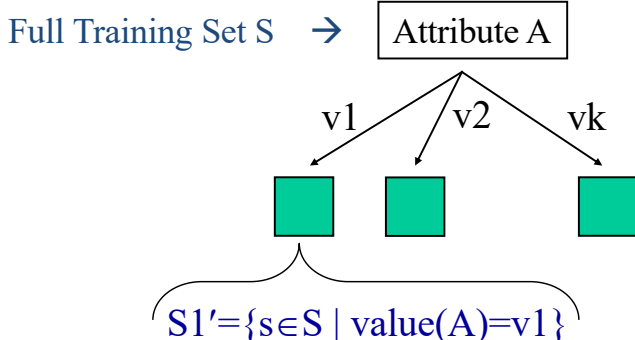 Full Training Set S → Attribute A
v1 v2 vk
S1′={s∈S | value(A)=v1}